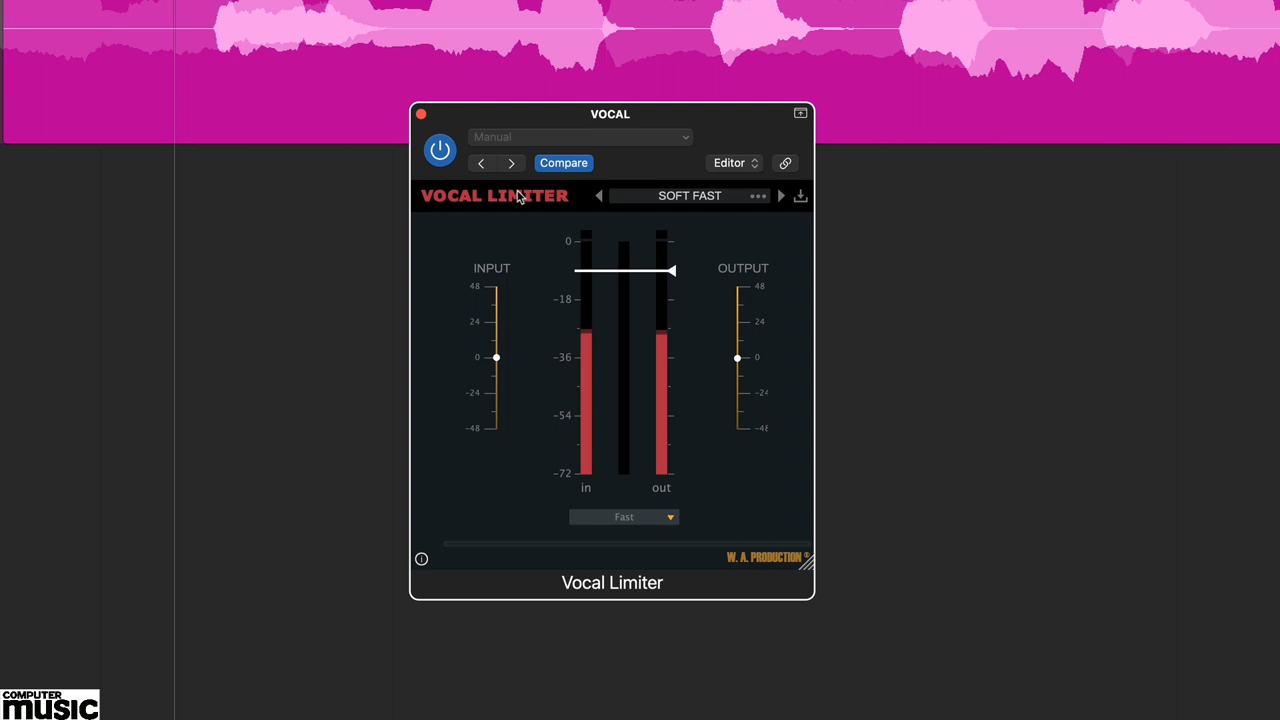 VOCAL
Manual
Compare
Editor
VOCAL LIMITER
SOFT FAST
INPUT
48
24
0
-24
-48
0
-18
-36
-54
-72
in
out
OUTPUT
48
24
0
-24
-48
Fast
W. A. PRODUCTION ®
Vocal Limiter
COMPUTER
music